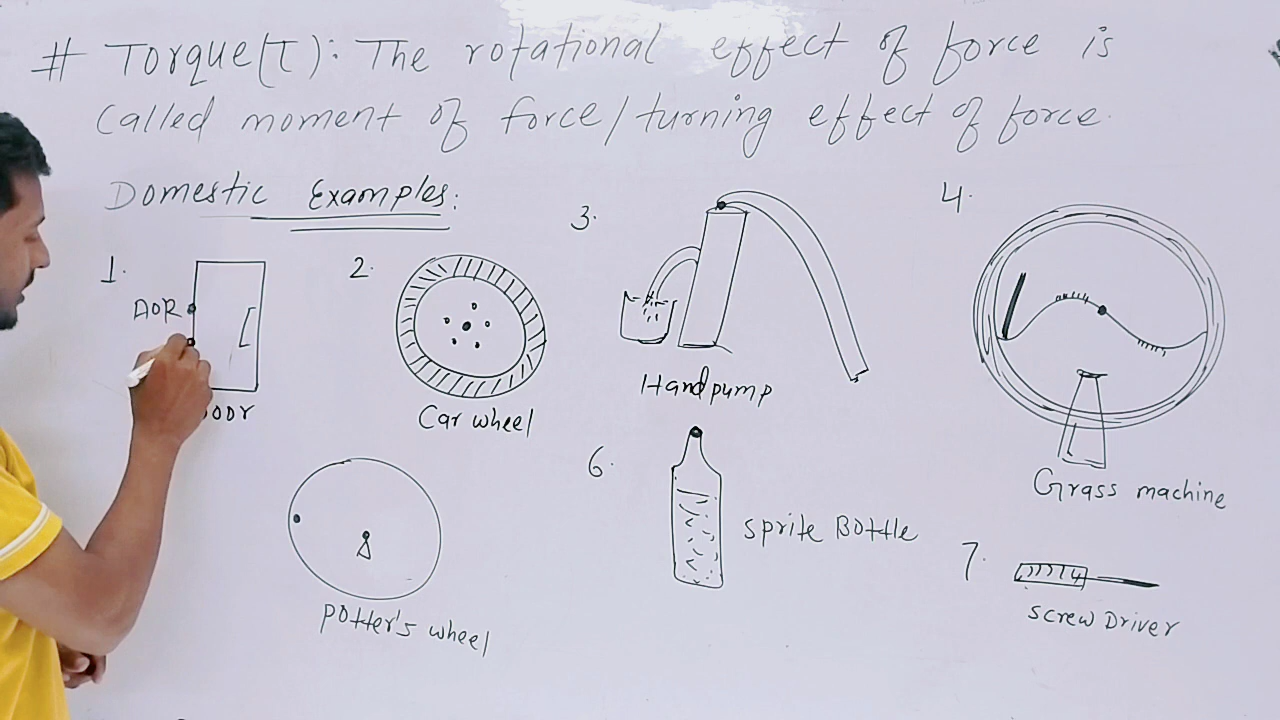 # Torque(τ): The rotational effect of force is
called moment of force/turning effect of force.
Domestic Examples:
1.
AOR
2.
Car wheel
3.
Handpump
4.
Grass machine
Potter's wheel
6.
Sprite Bottle
7.
Screw Driver